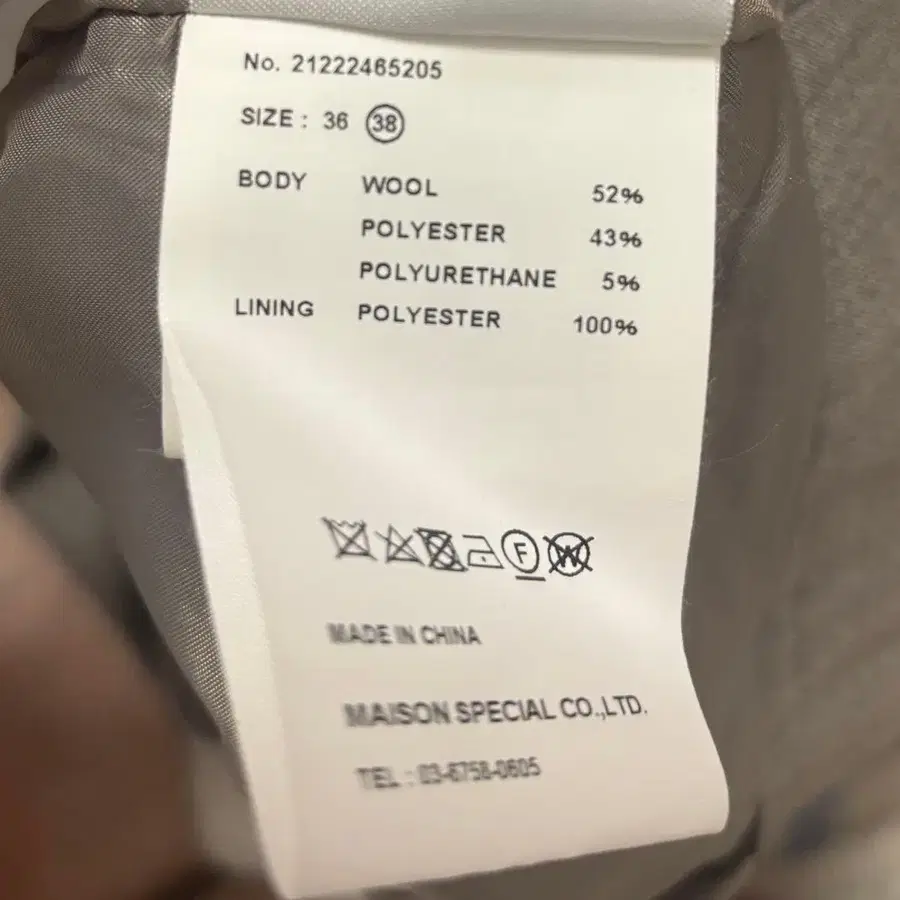 No. 21222465205
SIZE : 36 38
BODY WOOL 52%
POLYESTER 43%
POLYURETHANE 5%
LINING POLYESTER 100%
F W
MADE IN CHINA
MAISON SPECIAL CO.,LTD.
TEL : 03-6758-0605